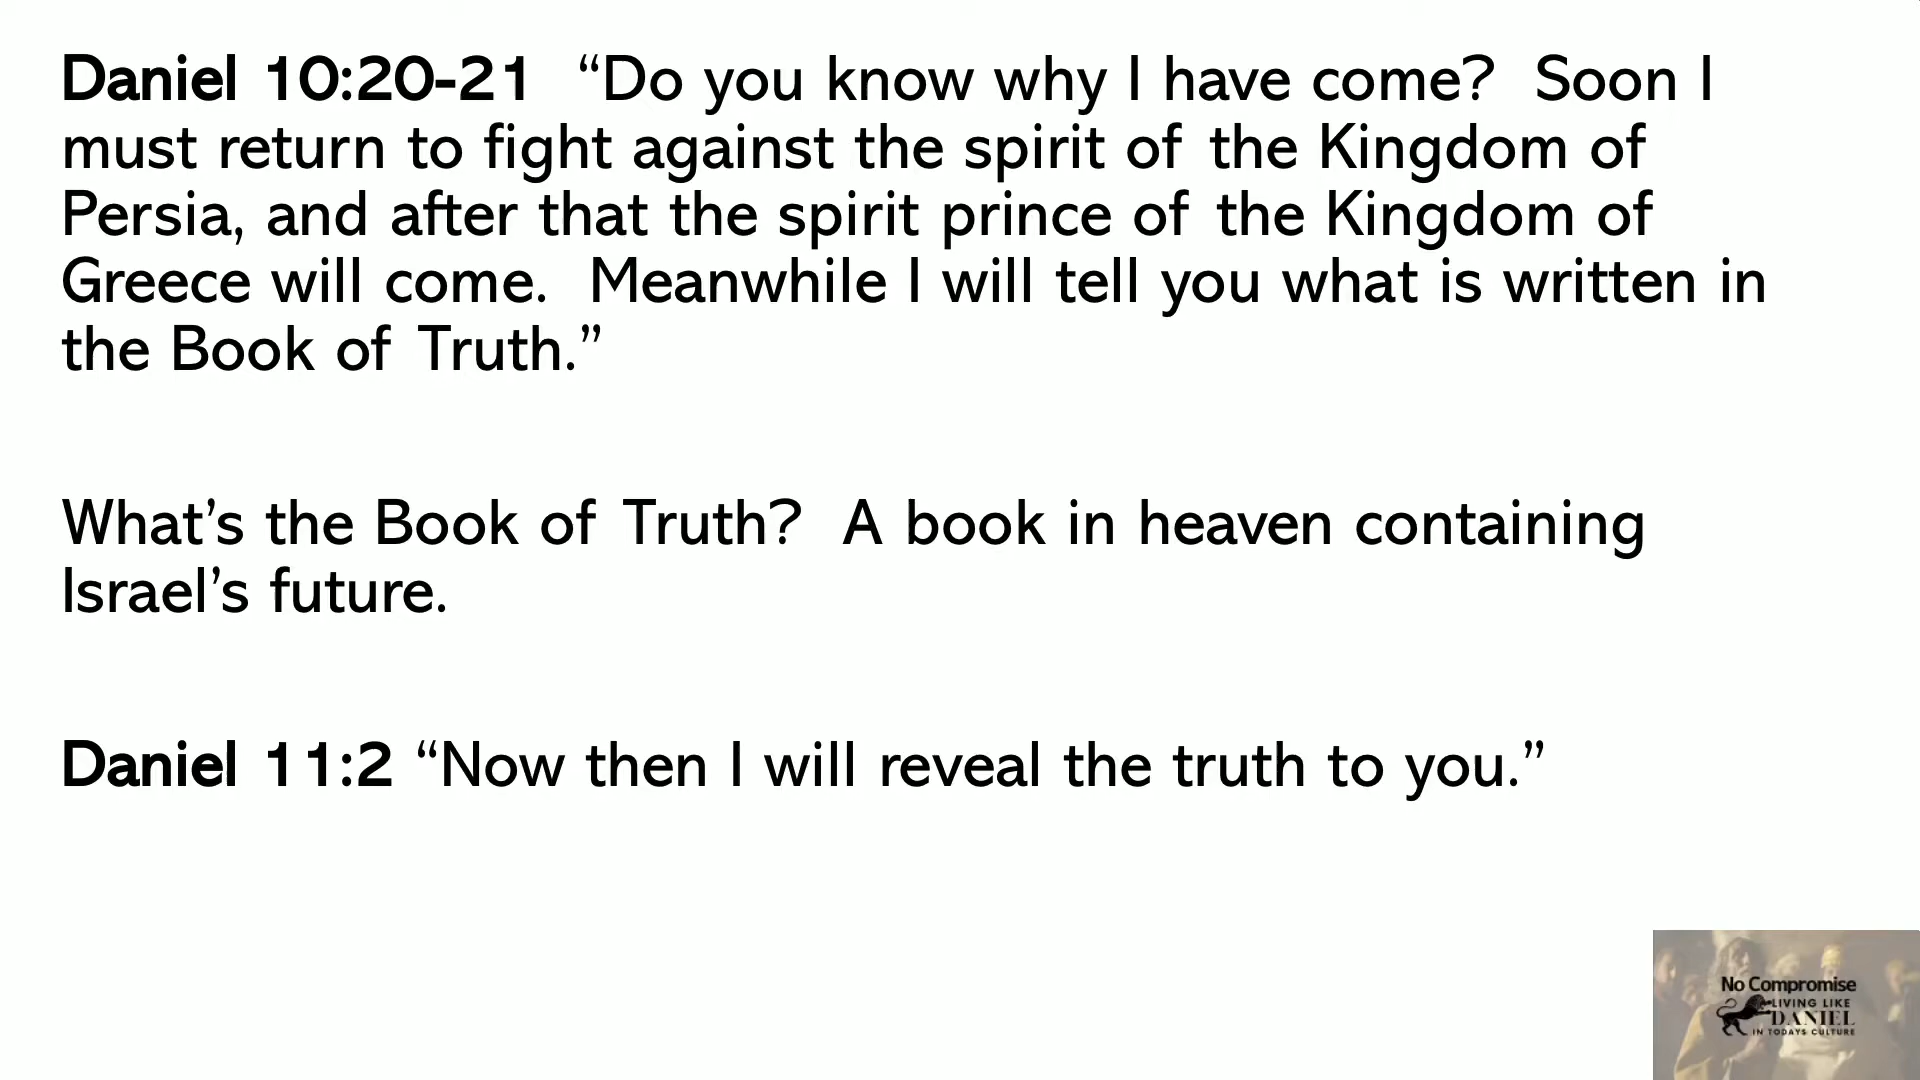 Daniel 10:20-21  “Do you know why I have come?  Soon I
must return to fight against the spirit of the Kingdom of
Persia, and after that the spirit prince of the Kingdom of
Greece will come.  Meanwhile I will tell you what is written in
the Book of Truth.”
What’s the Book of Truth?  A book in heaven containing
Israel’s future.
Daniel 11:2 “Now then I will reveal the truth to you.”
No Compromise
LIVING LIKE
DANIEL
IN TODAYS CULTURE